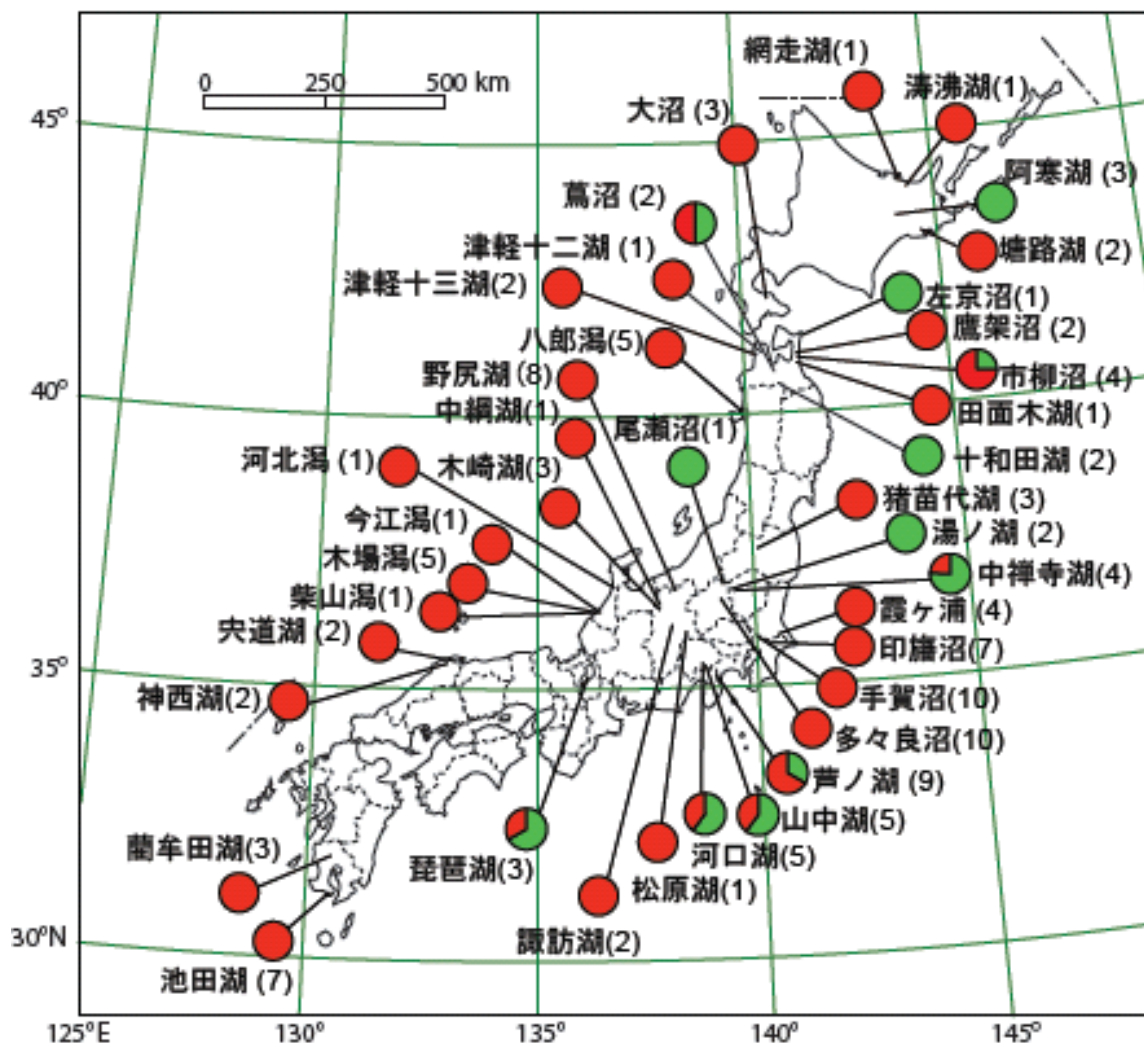 網走湖(1)
涛沸湖(1)
0 250 500 km
大沼 (3)
45°
阿寒湖 (3)
蔦沼 (2)
津軽十二湖 (1)
塘路湖 (2)
津軽十三湖(2)
左京沼(1)
鷹架沼 (2)
八郎潟(5)
市柳沼 (4)
野尻湖 (8)
40°
田面木湖(1)
中綱湖(1)
尾瀬沼(1)
河北潟 (1)
十和田湖 (2)
木崎湖(3)
猪苗代湖 (3)
今江潟(1)
湯ノ湖 (2)
木場潟(5)
中禅寺湖(4)
柴山潟(1)
霞ヶ浦 (4)
宍道湖 (2)
印旛沼(7)
35°
神西湖(2)
手賀沼(10)
多々良沼(10)
芦ノ湖 (9)
山中湖(5)
藺牟田湖(3)
琵琶湖(3)
河口湖(5)
松原湖(1)
30°N
諏訪湖(2)
池田湖 (7)
125°E 130° 135° 140° 145°